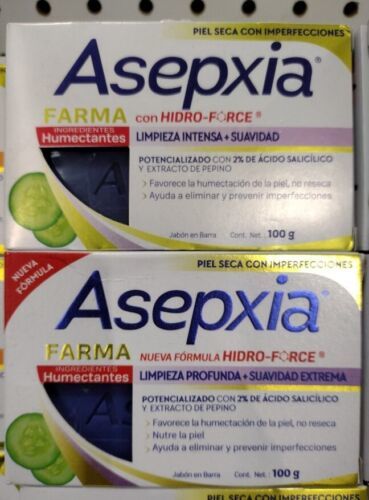 PIEL SECA CON IMPERFECCIONES
Asepxia®
FARMA con HIDRO-FORCE®
INGREDIENTES
Humectantes
LIMPIEZA INTENSA + SUAVIDAD
POTENCIALIZADO CON 2% DE ÁCIDO SALICÍLICO
Y EXTRACTO DE PEPINO
> Favorece la humectación de la piel, no reseca
> Ayuda a eliminar y prevenir imperfecciones
Jabón en Barra Cont. Net. 100 g
NUEVA
FÓRMULA
PIEL SECA CON IMPERFECCIONES
Asepxia®
FARMA NUEVA FÓRMULA HIDRO-FORCE®
INGREDIENTES
Humectantes
LIMPIEZA PROFUNDA + SUAVIDAD EXTREMA
POTENCIALIZADO CON 2% DE ÁCIDO SALICÍLICO
Y EXTRACTO DE PEPINO
> Favorece la humectación de la piel, no reseca
> Nutre la piel
> Ayuda a eliminar y prevenir imperfecciones
Jabón en Barra Cont. Net.: 100 g
PIEL SECA CON IMPERFECCIONES